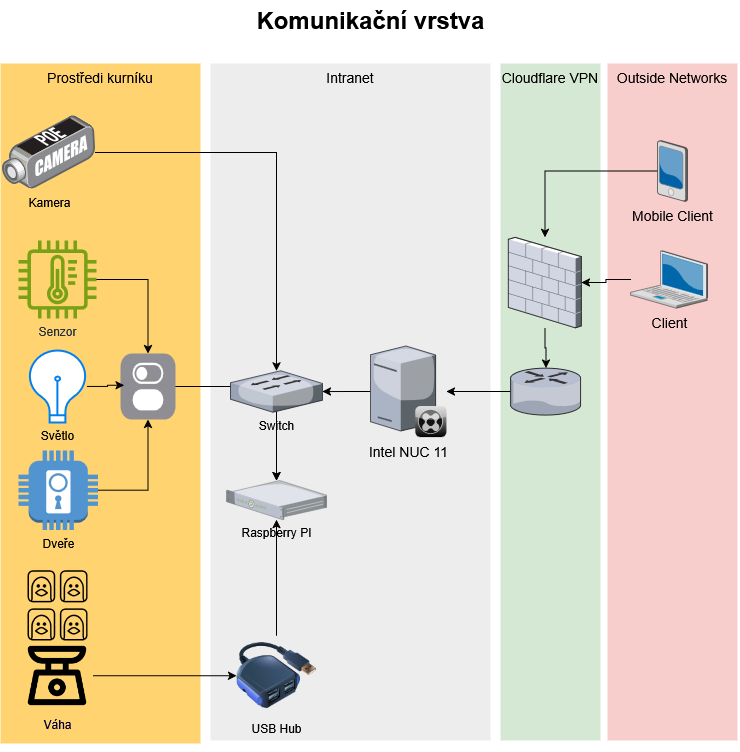 Komunikační vrstva
Prostředi kurníku
Intranet
Cloudflare VPN
Outside Networks
POE
CAMERA
Kamera
Mobile Client
Senzor
Client
Světlo
Switch
Intel NUC 11
Raspberry PI
Dveře
Váha
USB Hub